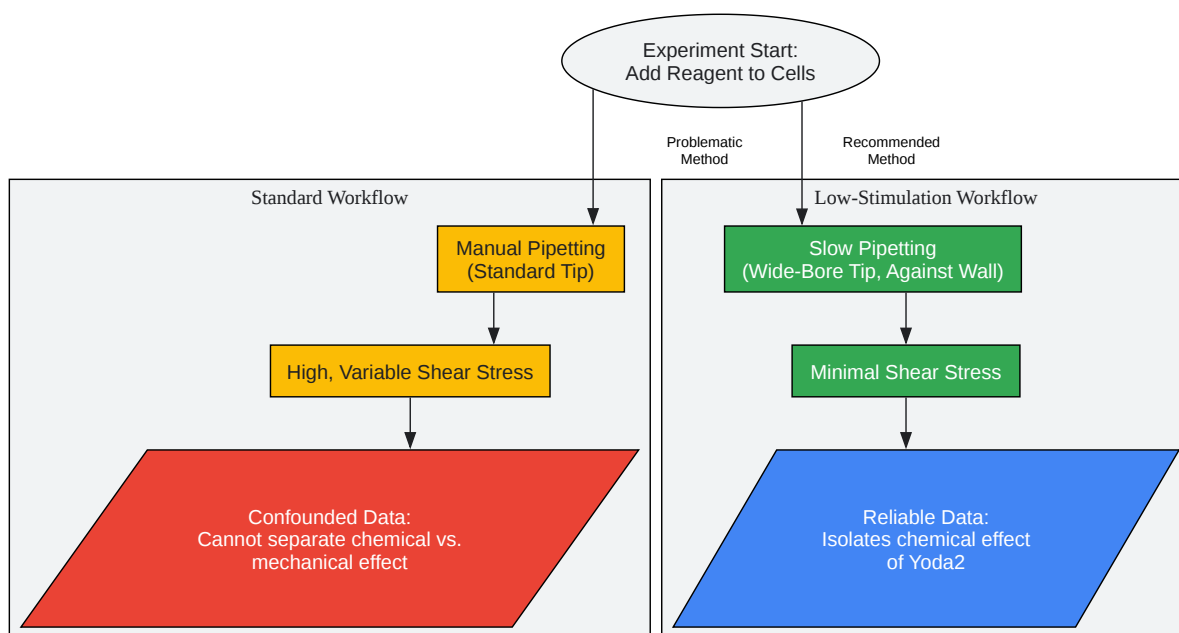 Experiment Start:
Add Reagent to Cells
Problematic
Method
Recommended
Method
Standard Workflow
Manual Pipetting
(Standard Tip)
High, Variable Shear Stress
Confounded Data:
Cannot separate chemical vs.
mechanical effect
Low-Stimulation Workflow
Slow Pipetting
(Wide-Bore Tip, Against Wall)
Minimal Shear Stress
Reliable Data:
Isolates chemical effect
of Yoda2